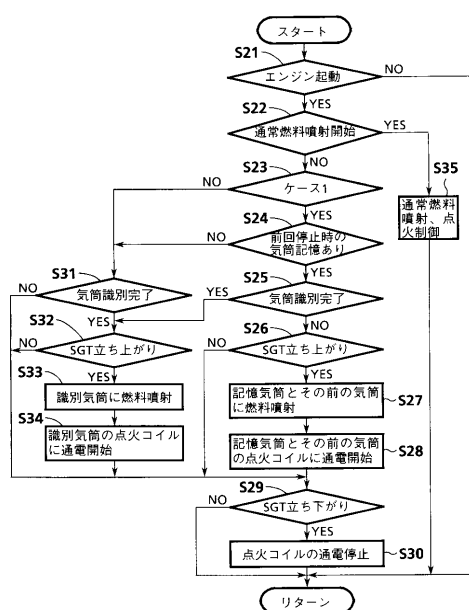 スタート
S21
エンジン起動
NO
YES
S22
通常燃料噴射開始
YES
NO
S23
ケース1
NO
YES
S35
通常燃料
噴射、点
火制御
S24
前回停止時の
気筒記憶あり
NO
YES
S31
気筒識別完了
NO
YES
S25
気筒識別完了
YES
NO
S32
SGT立ち上がり
NO
YES
S26
SGT立ち上がり
NO
YES
S33
識別気筒に燃料噴射
S27
記憶気筒とその前の気筒
に燃料噴射
S34
識別気筒の点火コイル
に通電開始
S28
記憶気筒とその前の気筒
の点火コイルに通電開始
S29
SGT立ち下がり
NO
YES
S30
点火コイルの通電停止
リターン